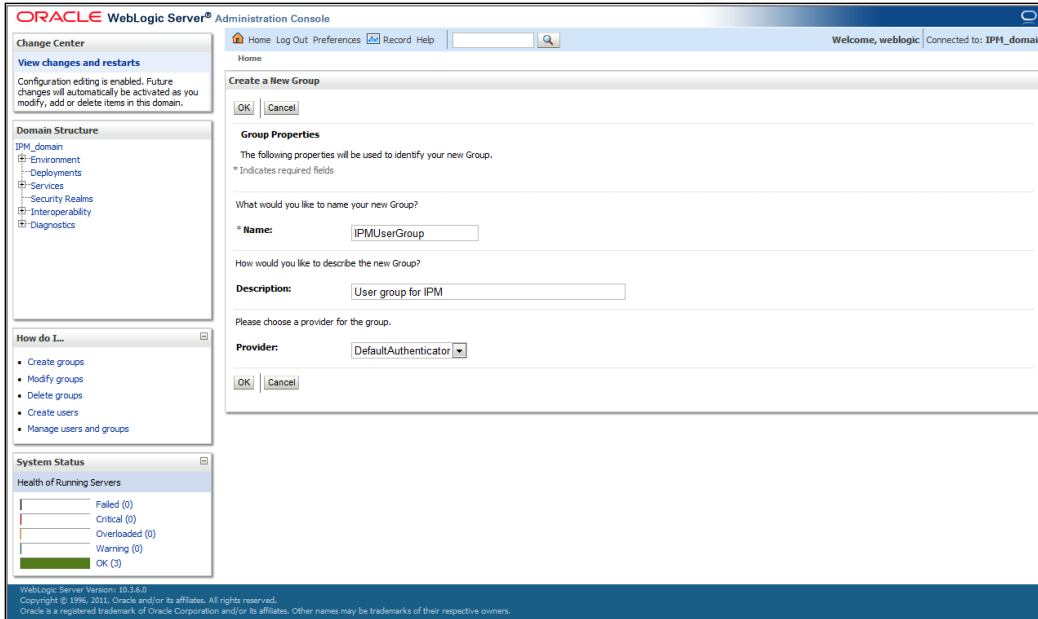 ORACLE WebLogic Server® Administration Console
Change Center
View changes and restarts
Configuration editing is enabled. Future
changes will automatically be activated as you
modify, add or delete items in this domain.
Domain Structure
IPM_domain
Environment
Deployments
Services
Security Realms
Interoperability
Diagnostics
How do I...
Create groups
Modify groups
Delete groups
Create users
Manage users and groups
System Status
Health of Running Servers
Failed (0)
Critical (0)
Overloaded (0)
Warning (0)
OK (3)
Home Log Out Preferences Record Help
Welcome, weblogic Connected to: IPM_domai
Home
Create a New Group
OK Cancel
Group Properties
The following properties will be used to identify your new Group.
* Indicates required fields
What would you like to name your new Group?
* Name: IPMUserGroup
How would you like to describe the new Group?
Description: User group for IPM
Please choose a provider for the group.
Provider: DefaultAuthenticator
OK Cancel
WebLogic Server Version: 10.3.6.0
Copyright © 1996, 2011, Oracle and/or its affiliates. All rights reserved.
Oracle is a registered trademark of Oracle Corporation and/or its affiliates. Other names may be trademarks of their respective owners.